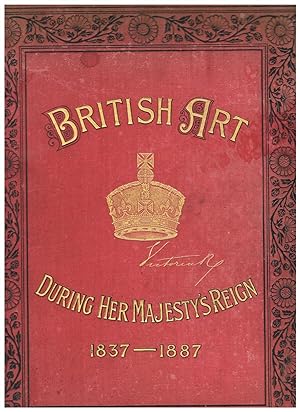 BRITISH ART
Victoria R
DURING HER MAJESTY'S REIGN
1837—1887